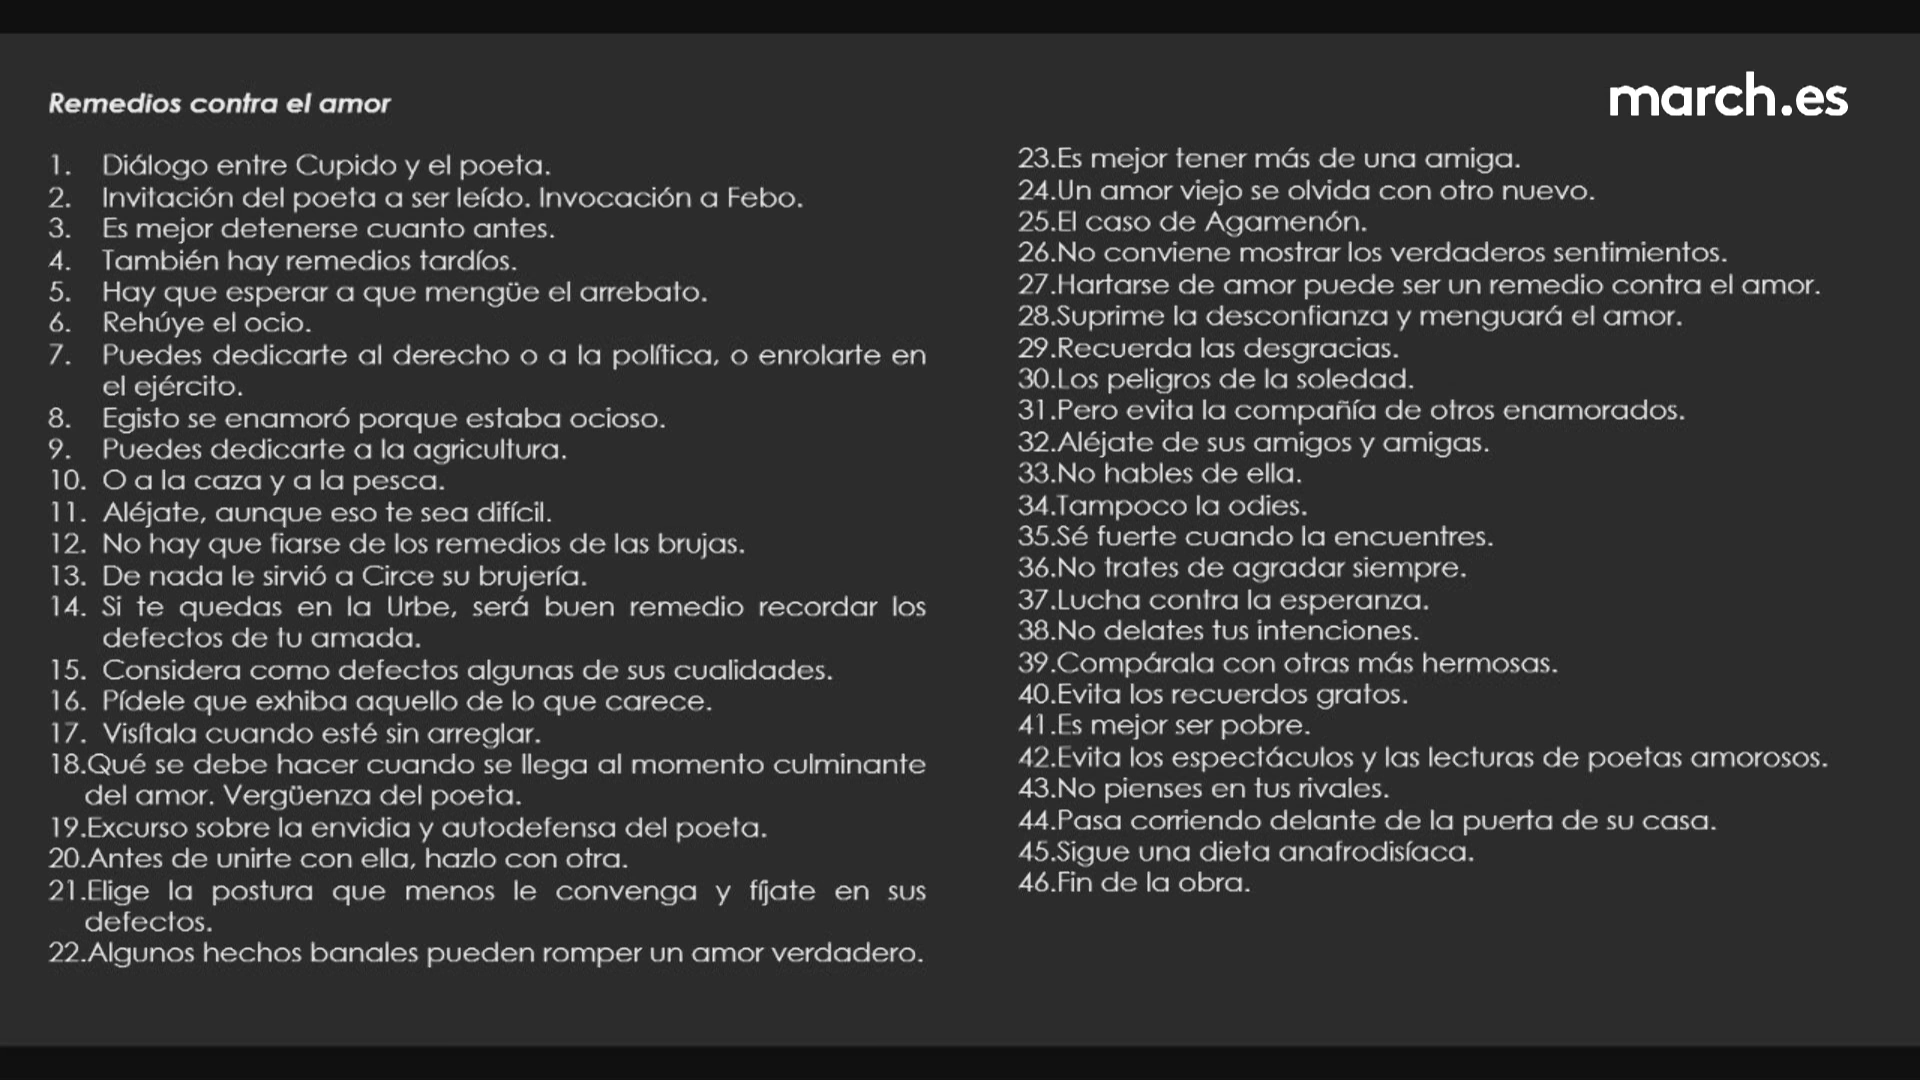 Remedios contra el amor
march.es
1. Diálogo entre Cupido y el poeta.
2. Invitación del poeta a ser leído. Invocación a Febo.
3. Es mejor detenerse cuanto antes.
4. También hay remedios tardíos.
5. Hay que esperar a que mengüe el arrebato.
6. Rehúye el ocio.
7. Puedes dedicarte al derecho o a la política, o enrolarte en
el ejército.
8. Egisto se enamoró porque estaba ocioso.
9. Puedes dedicarte a la agricultura.
10. O a la caza y a la pesca.
11. Aléjate, aunque eso te sea difícil.
12. No hay que fiarse de los remedios de las brujas.
13. De nada le sirvió a Circe su brujería.
14. Si te quedas en la Urbe, será buen remedio recordar los
defectos de tu amada.
15. Considera como defectos algunas de sus cualidades.
16. Pídele que exhiba aquello de lo que carece.
17. Visítala cuando esté sin arreglar.
18.Qué se debe hacer cuando se llega al momento culminante
del amor. Vergüenza del poeta.
19.Excurso sobre la envidia y autodefensa del poeta.
20.Antes de unirte con ella, hazlo con otra.
21.Elige la postura que menos le convenga y fíjate en sus
defectos.
22.Algunos hechos banales pueden romper un amor verdadero.
23.Es mejor tener más de una amiga.
24.Un amor viejo se olvida con otro nuevo.
25.El caso de Agamenón.
26.No conviene mostrar los verdaderos sentimientos.
27.Hartarse de amor puede ser un remedio contra el amor.
28.Suprime la desconfianza y menguará el amor.
29.Recuerda las desgracias.
30.Los peligros de la soledad.
31.Pero evita la compañía de otros enamorados.
32.Aléjate de sus amigos y amigas.
33.No hables de ella.
34.Tampoco la odies.
35.Sé fuerte cuando la encuentres.
36.No trates de agradar siempre.
37.Lucha contra la esperanza.
38.No delates tus intenciones.
39.Compárala con otras más hermosas.
40.Evita los recuerdos gratos.
41.Es mejor ser pobre.
42.Evita los espectáculos y las lecturas de poetas amorosos.
43.No pienses en tus rivales.
44.Pasa corriendo delante de la puerta de su casa.
45.Sigue una dieta anafrodisíaca.
46.Fin de la obra.